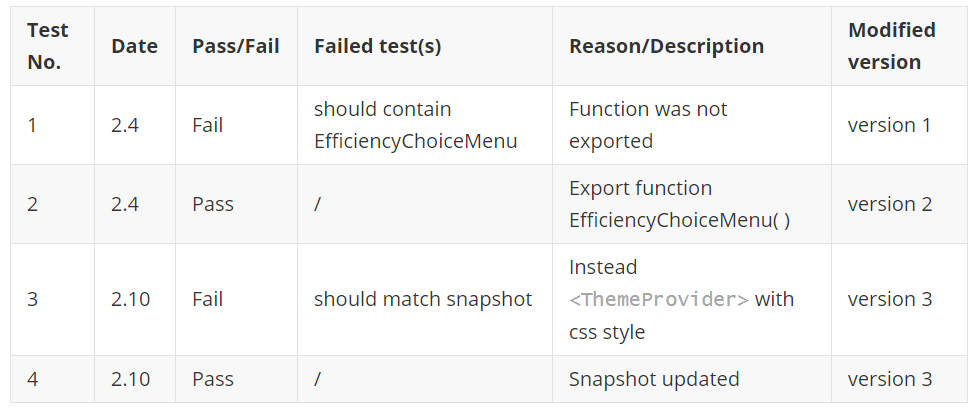 Test No. Date Pass/Fail Failed test(s) Reason/Description Modified version
1 2.4 Fail should contain EfficiencyChoiceMenu Function was not exported version 1
2 2.4 Pass / Export function EfficiencyChoiceMenu( ) version 2
3 2.10 Fail should match snapshot Instead <ThemeProvider> with css style version 3
4 2.10 Pass / Snapshot updated version 3